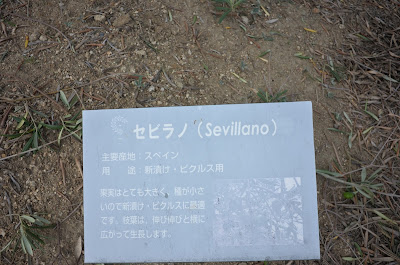 セビラノ (Sevillano)
主要産地：スペイン
用　　途：新漬け・ピクルス用
果実はとても大きく、種が小さ
いので新漬け・ピクルスに最適
です。枝葉は、伸び伸びと横に
広がって生長します。